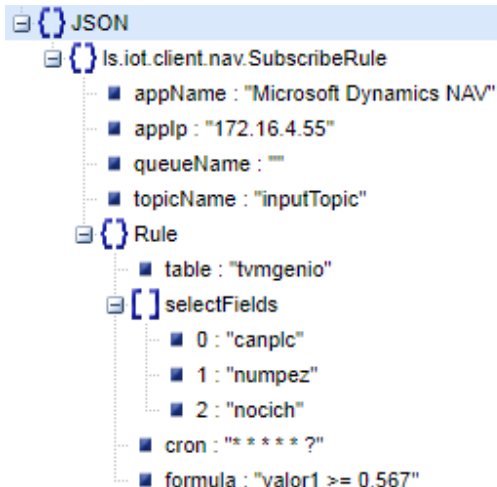 JSON
ls.iot.client.nav.SubscribeRule
appName : "Microsoft Dynamics NAV"
appIp : "172.16.4.55"
queueName : ""
topicName : "inputTopic"
Rule
table : "tvmgenio"
selectFields
0 : "canplc"
1 : "numpez"
2 : "nocich"
cron : "* * * * * ?"
formula : "valor1 >= 0.567"